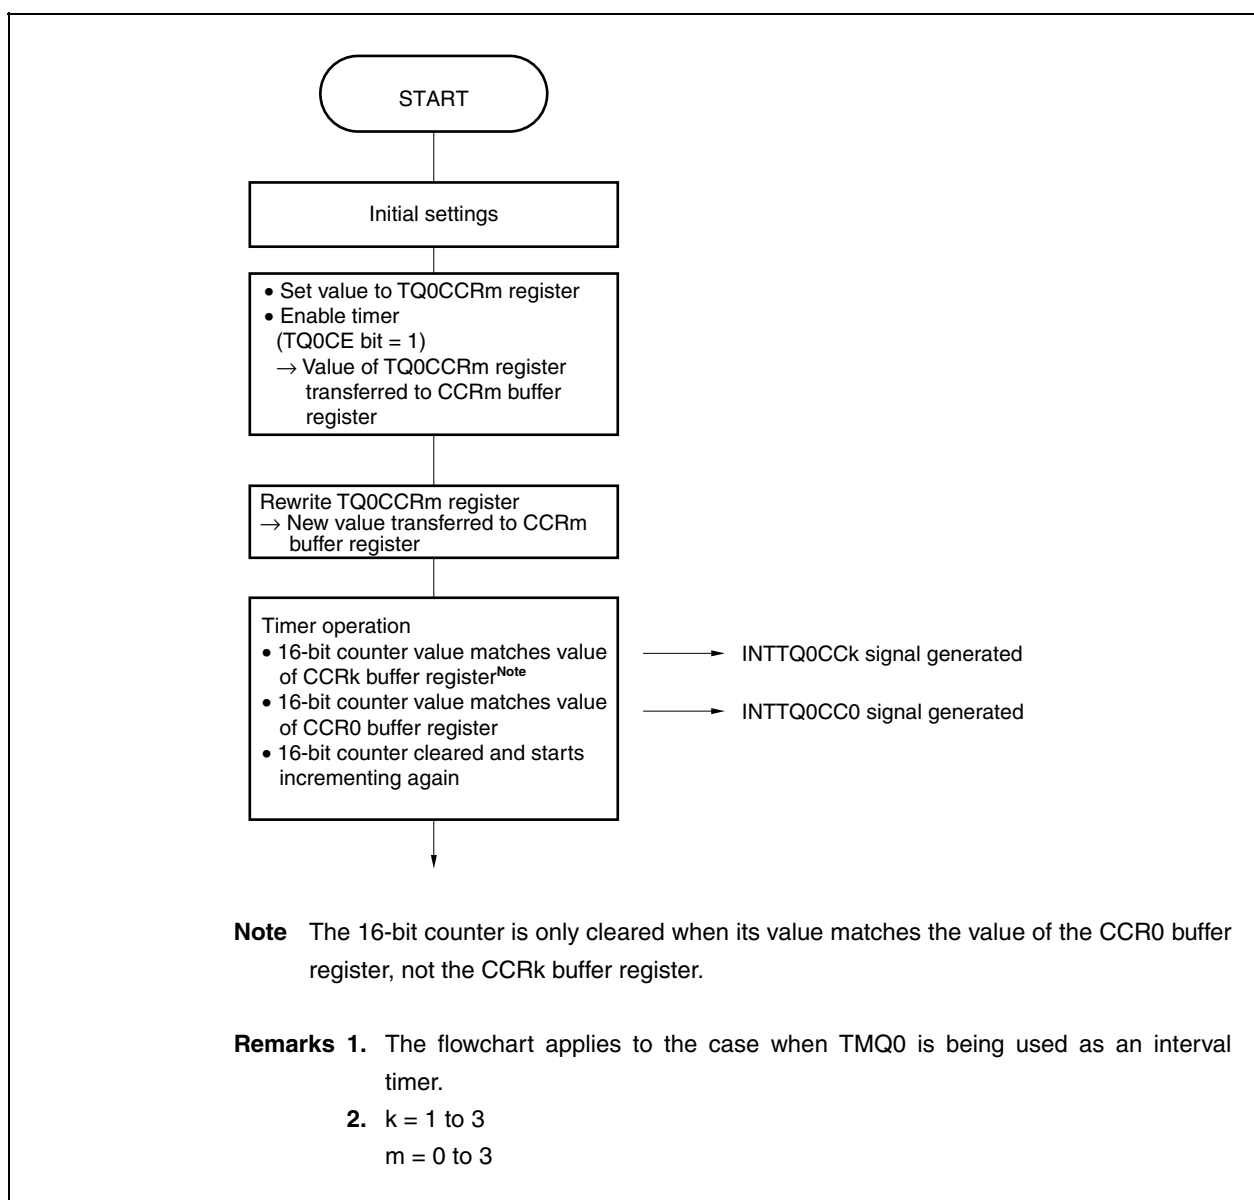 START
Initial settings
• Set value to TQ0CCRm register
• Enable timer
(TQ0CE bit = 1)
→ Value of TQ0CCRm register
transferred to CCRm buffer
register
Rewrite TQ0CCRm register
→ New value transferred to CCRm
buffer register
Timer operation
• 16-bit counter value matches value
of CCRk buffer registerNote
• 16-bit counter value matches value
of CCR0 buffer register
• 16-bit counter cleared and starts
incrementing again
INTTQ0CCk signal generated
INTTQ0CC0 signal generated
Note The 16-bit counter is only cleared when its value matches the value of the CCR0 buffer
register, not the CCRk buffer register.
Remarks 1. The flowchart applies to the case when TMQ0 is being used as an interval
timer.
2. k = 1 to 3
m = 0 to 3